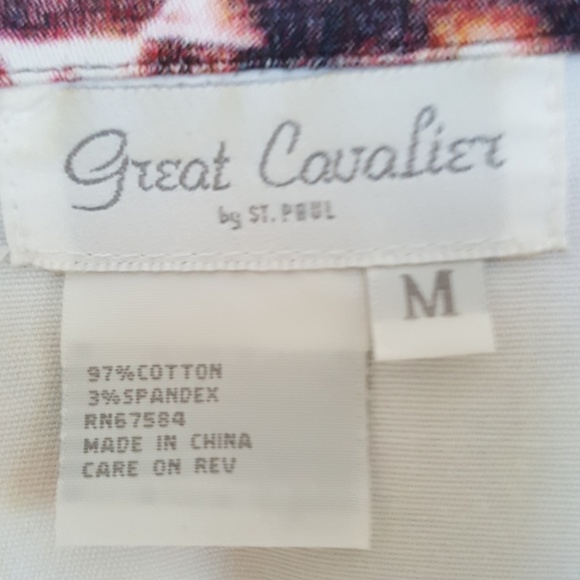 Great Cavalier
by ST. PAUL
M
97%COTTON
3%SPANDEX
RN67584
MADE IN CHINA
CARE ON REV